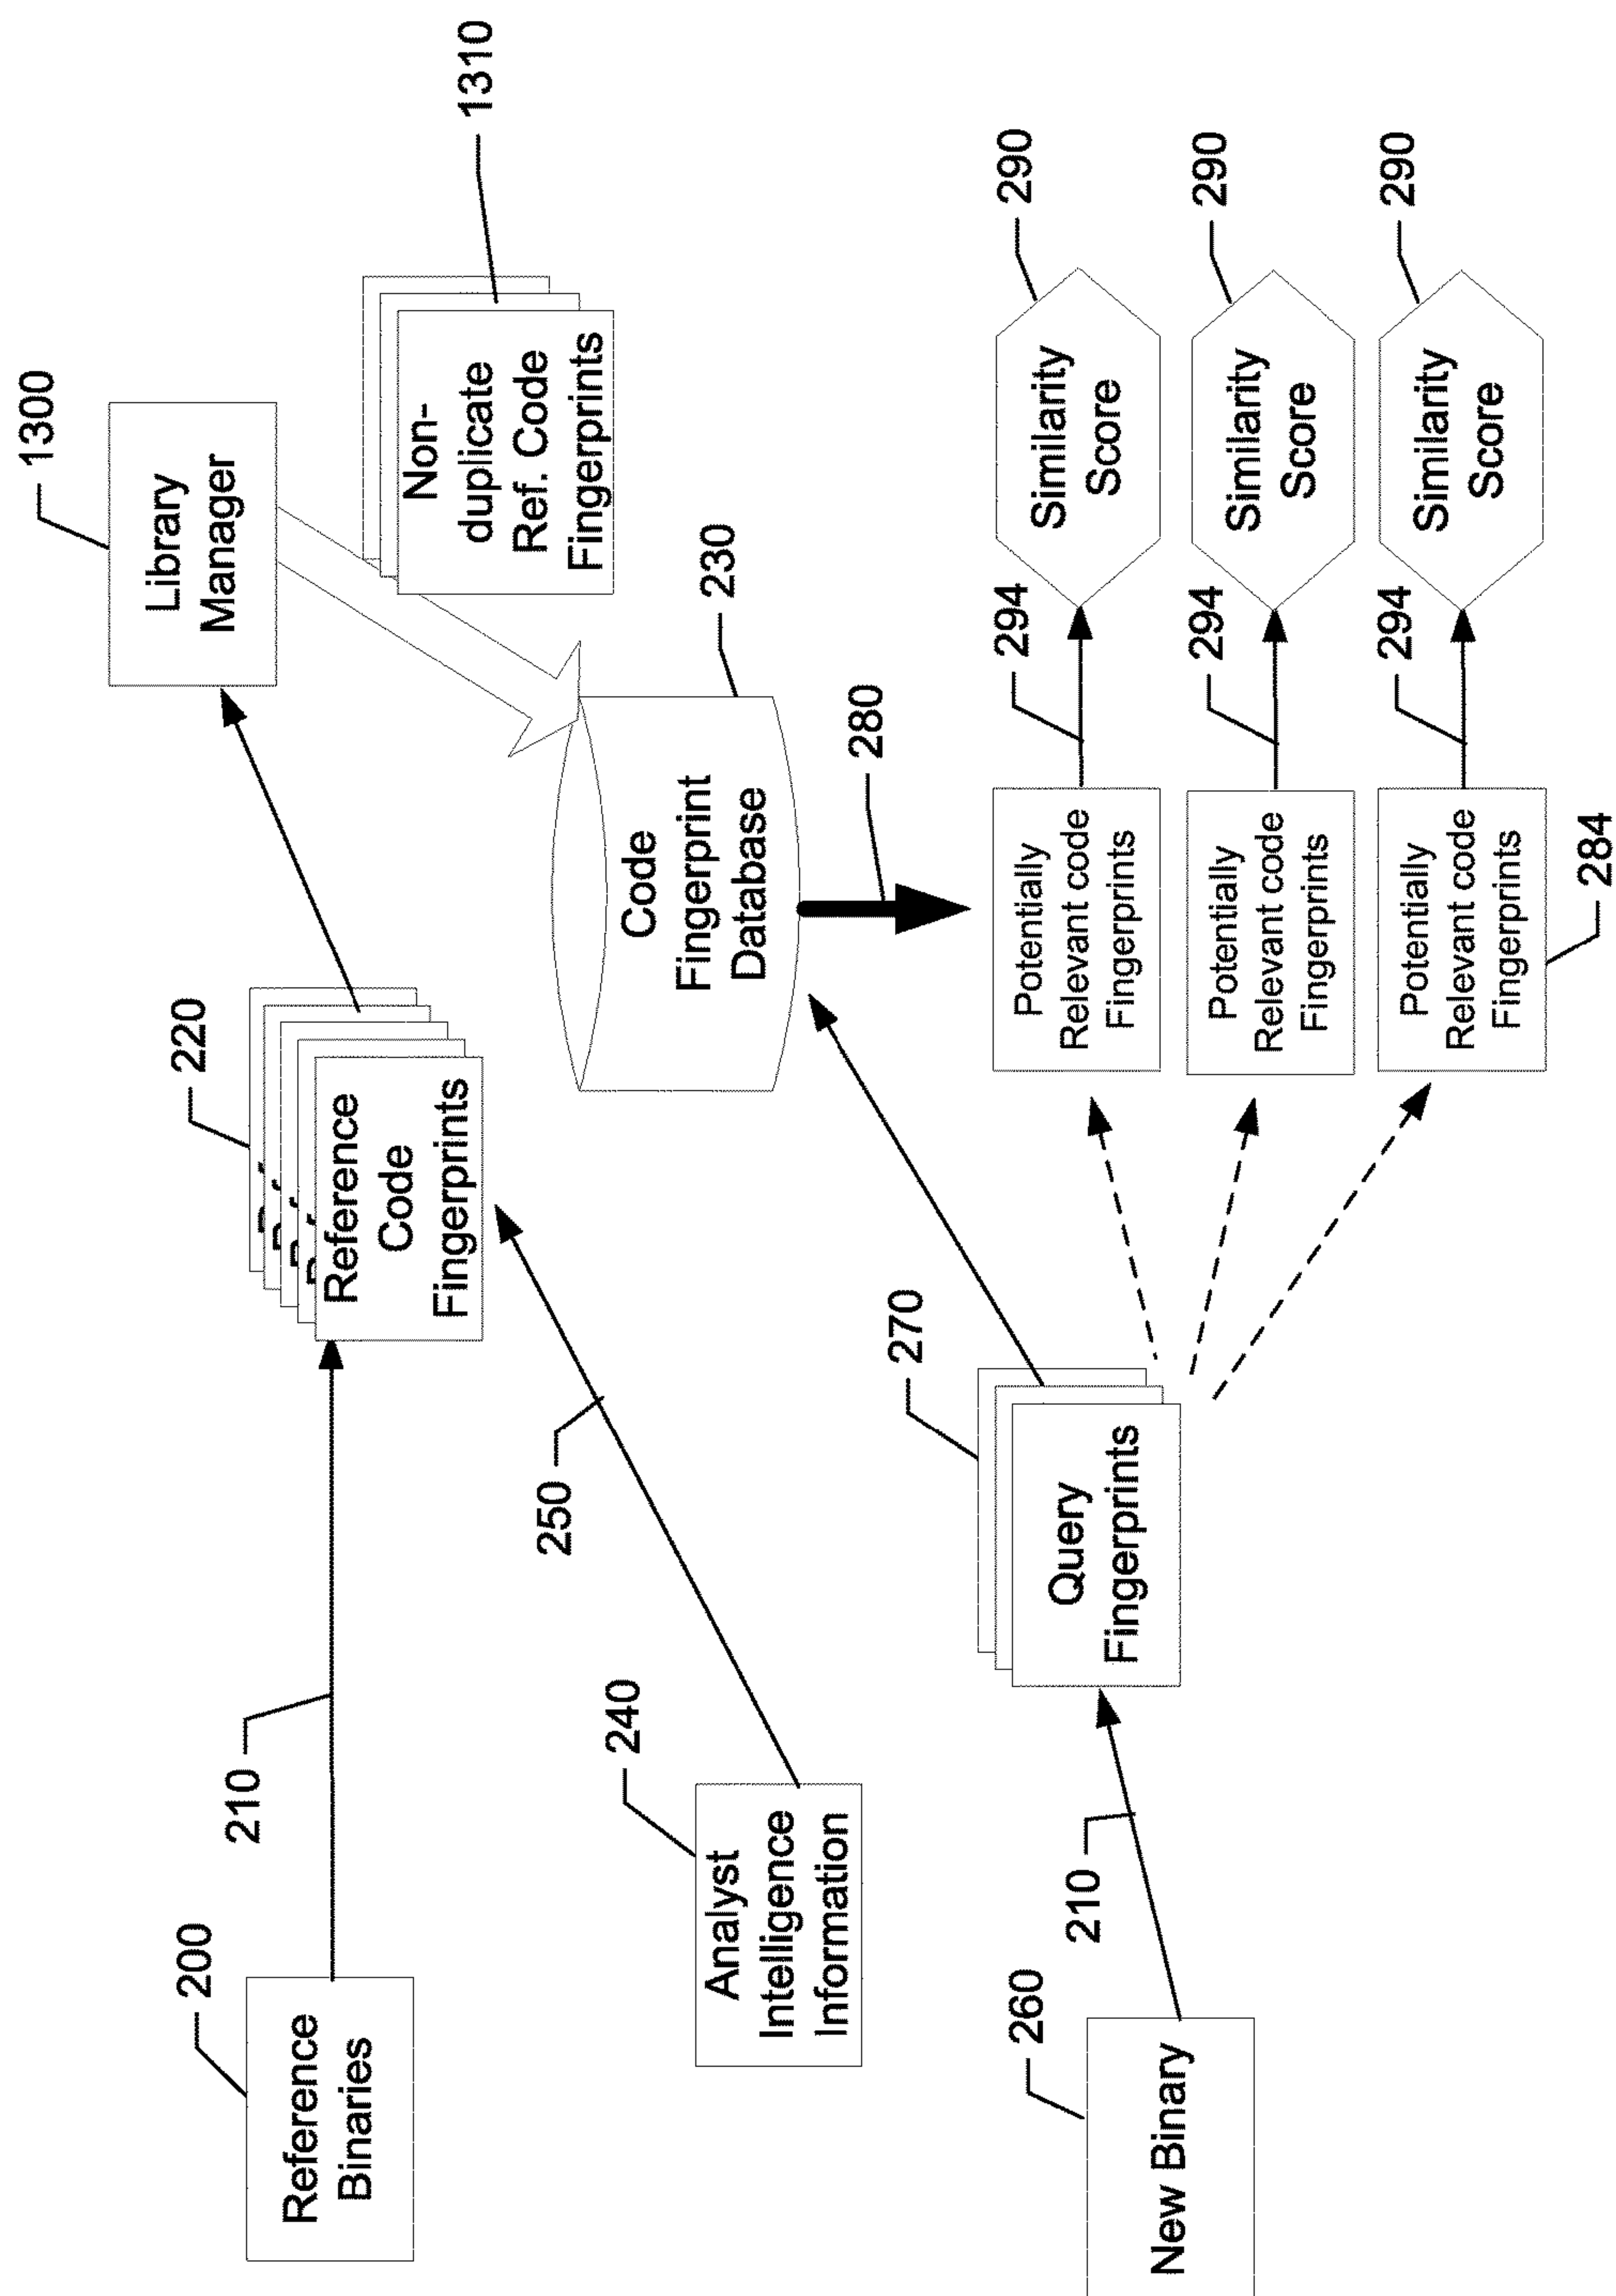 200
Reference
Binaries
210
220
Reference
Code
Fingerprints
1300
Library
Manager
1310
Non-
duplicate
Ref. Code
Fingerprints
240
Analyst
Intelligence
Information
250
230
Code
Fingerprint
Database
280
260
New Binary
210
270
Query
Fingerprints
Potentially
Relevant code
Fingerprints
294
Similarity
Score
290
Potentially
Relevant code
Fingerprints
294
Similarity
Score
290
Potentially
Relevant code
Fingerprints
284
294
Similarity
Score
290